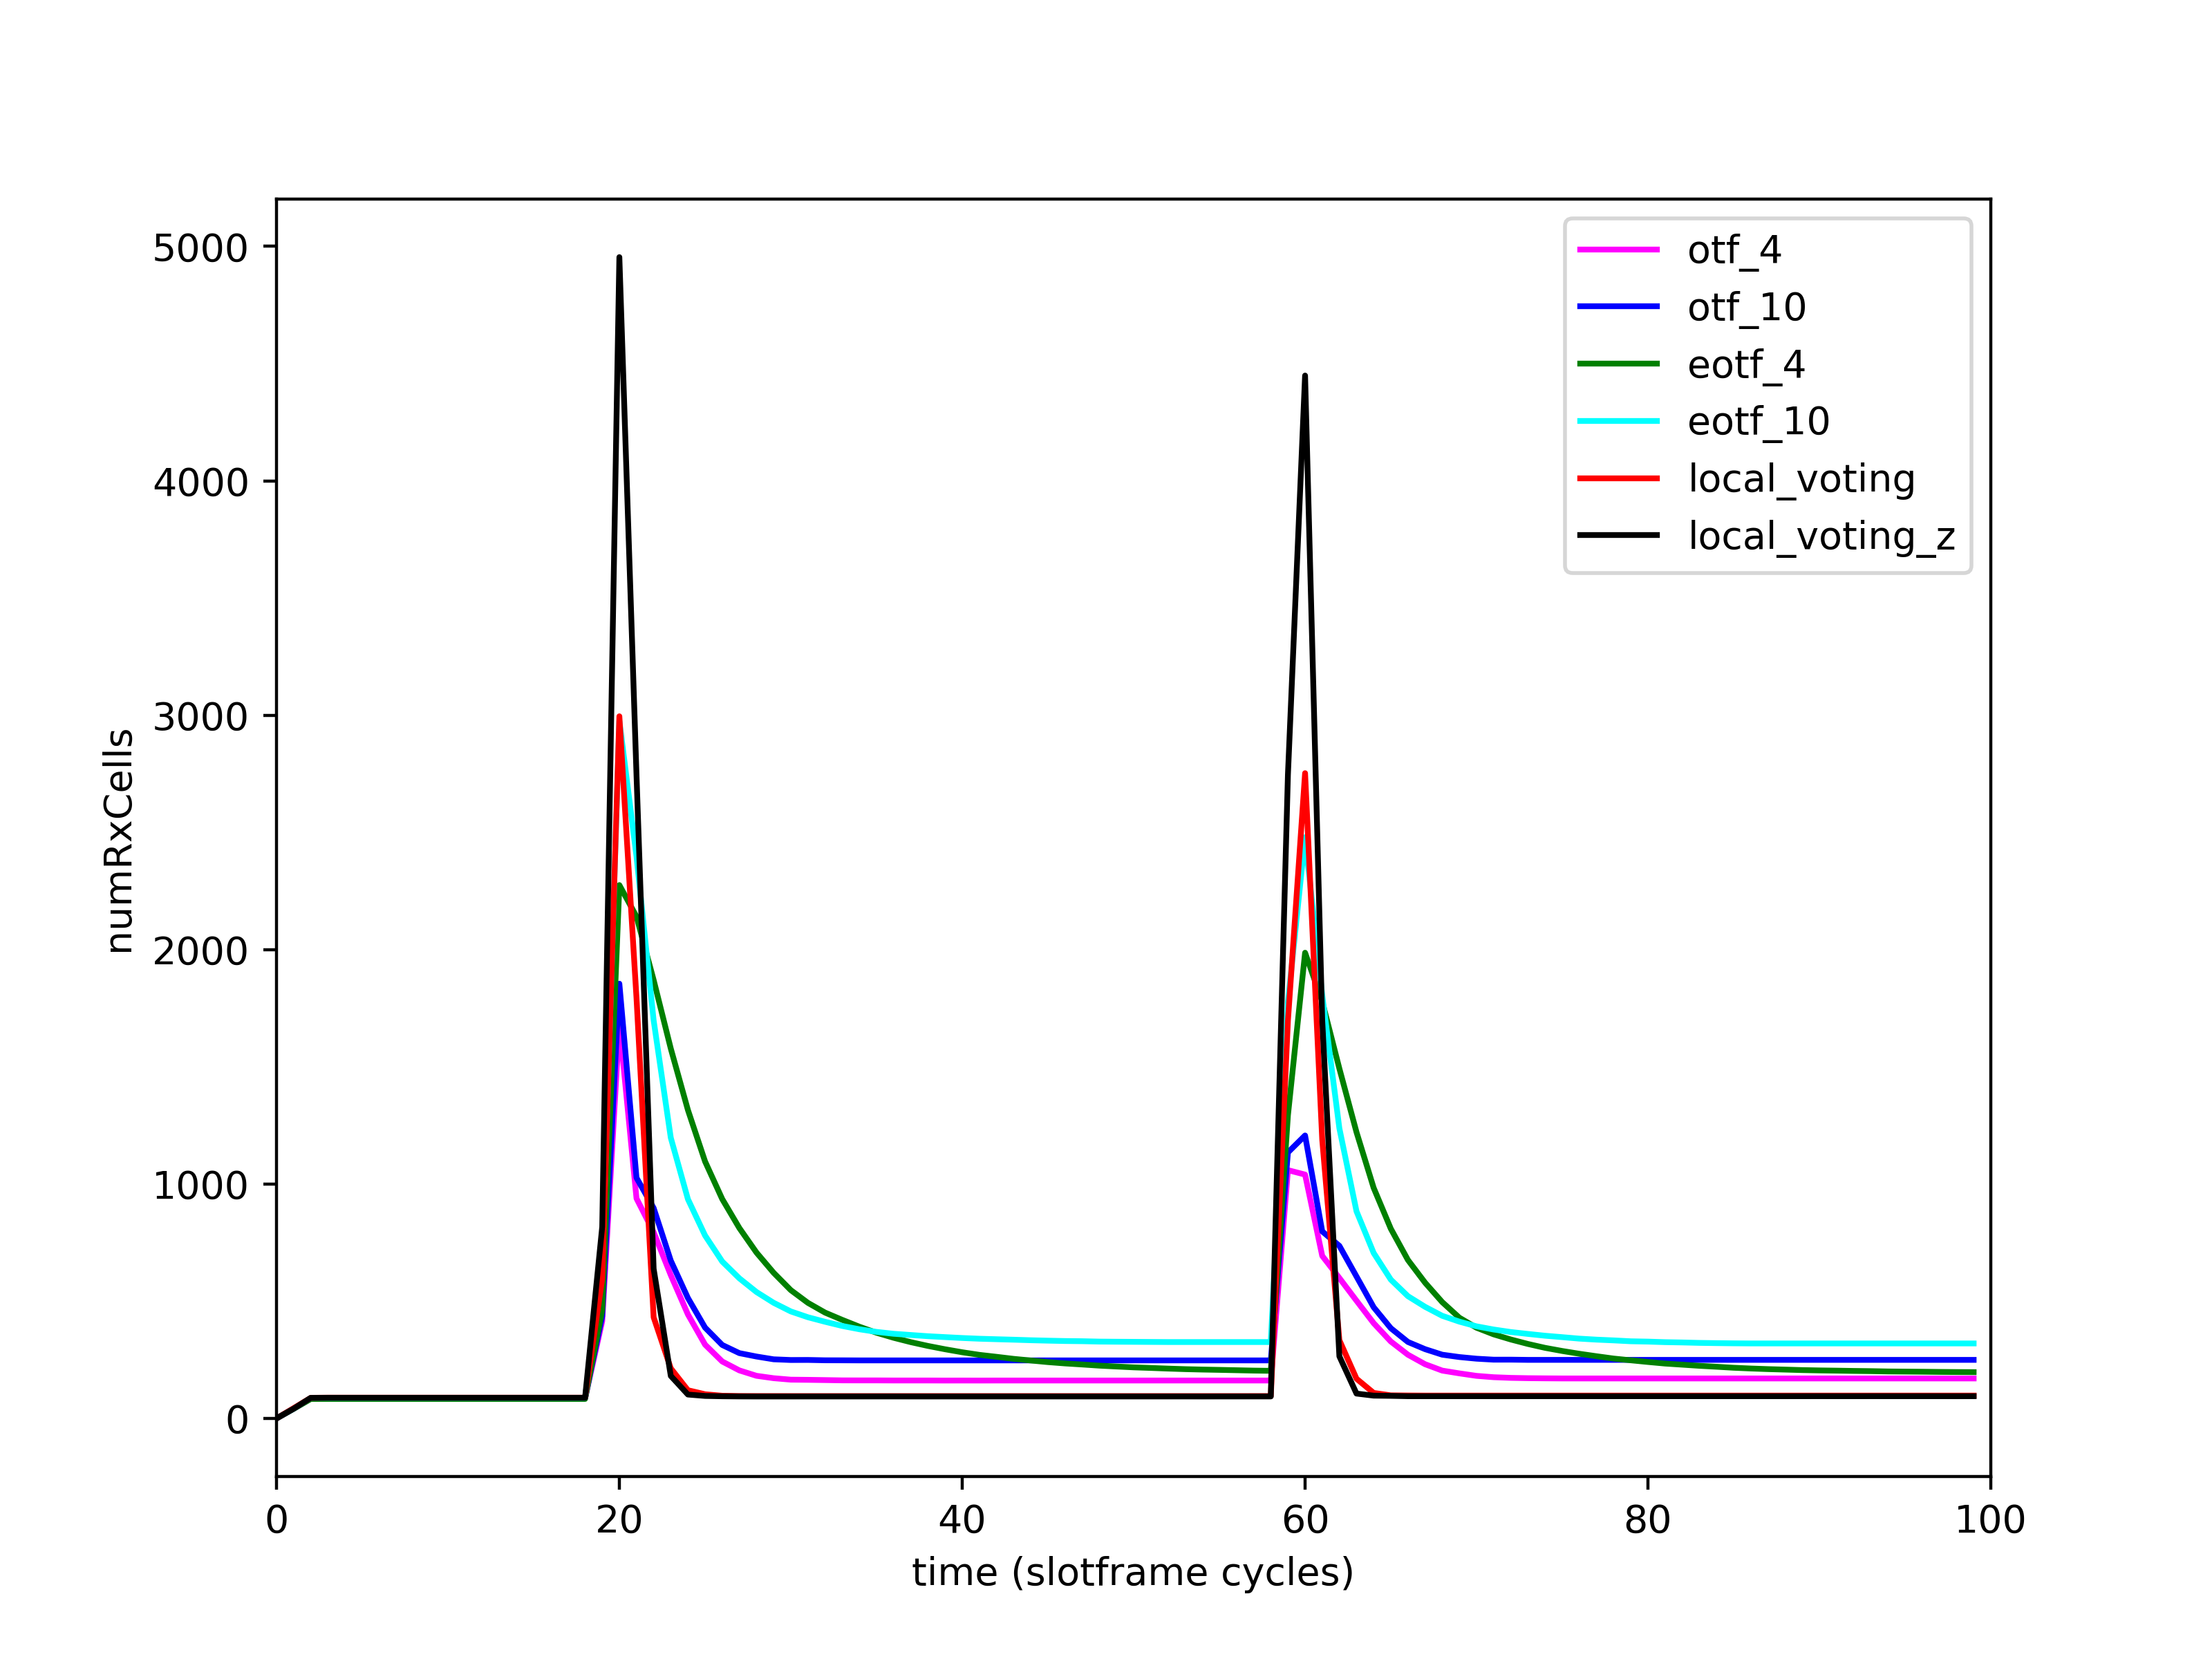 5000
4000
3000
2000
1000
0
numRxCells
0 20 40 60 80 100
time (slotframe cycles)
otf_4
otf_10
eotf_4
eotf_10
local_voting
local_voting_z